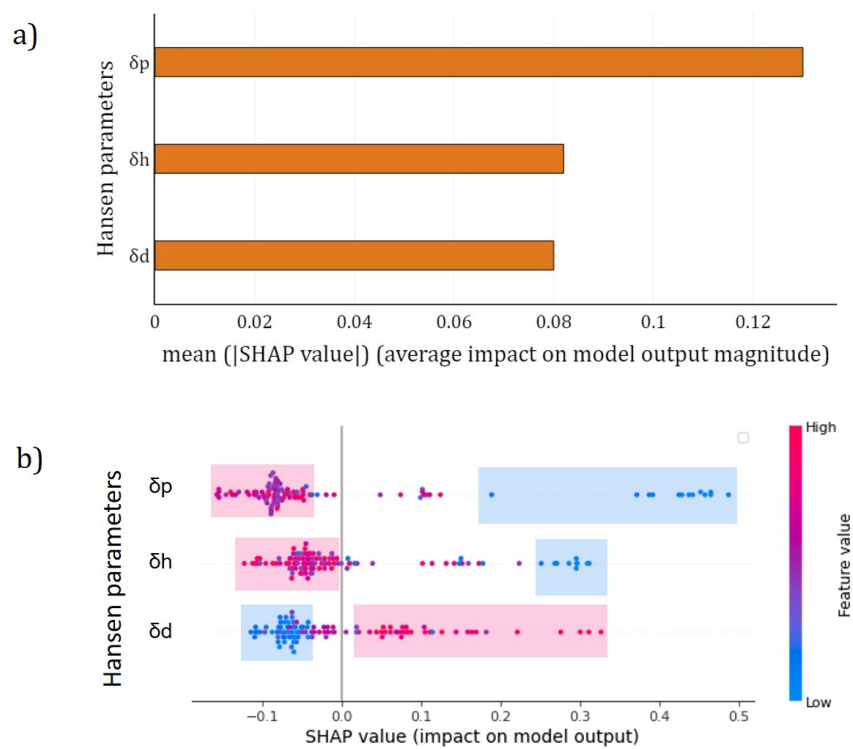 a)
Hansen parameters
δp
δh
δd
0 0.02 0.04 0.06 0.08 0.1 0.12
mean (|SHAP value|) (average impact on model output magnitude)
b)
Hansen parameters
δp
δh
δd
−0.1 0.0 0.1 0.2 0.3 0.4 0.5
SHAP value (impact on model output)
High
Feature value
Low